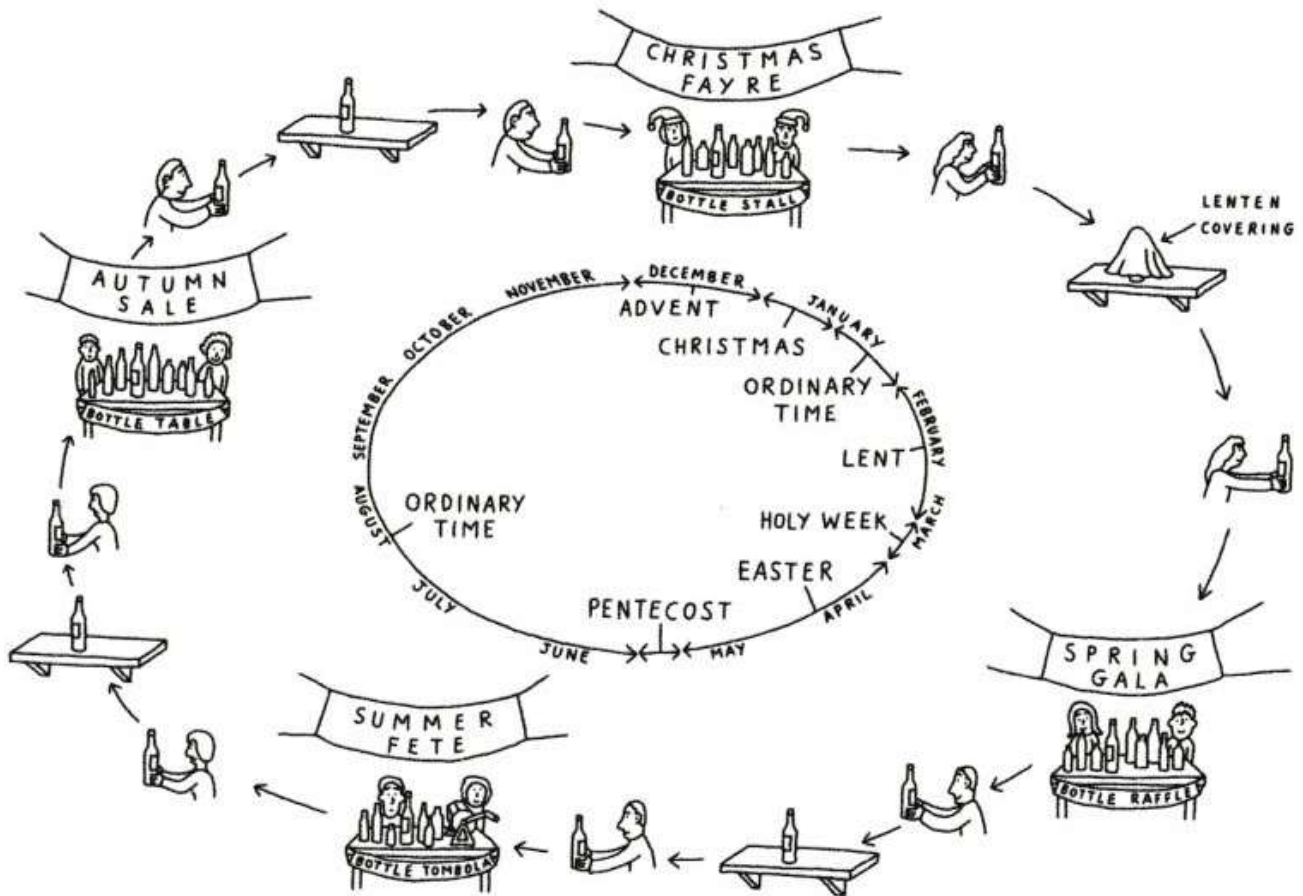 CHRISTMAS
FAYRE
BOTTLE STALL
LENTEN
COVERING
AUTUMN
SALE
BOTTLE TABLE
SPRING
GALA
BOTTLE RAFFLE
SUMMER
FETE
BOTTLE TOMBOLA
DECEMBER
ADVENT
JANUARY
CHRISTMAS
ORDINARY
TIME
FEBRUARY
LENT
MARCH
HOLY WEEK
APRIL
EASTER
MAY
PENTECOST
JUNE
JULY
AUGUST
ORDINARY
TIME
SEPTEMBER
OCTOBER
NOVEMBER